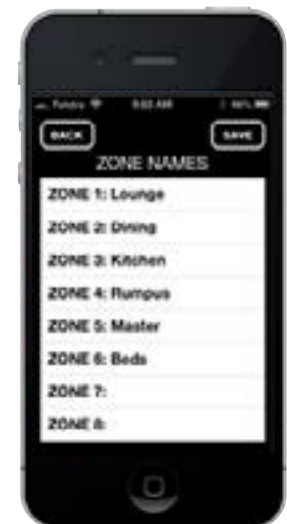 Telstra
BACK
SAVE
ZONE NAMES
ZONE 1: Lounge
ZONE 2: Dining
ZONE 3: Kitchen
ZONE 4: Rumpus
ZONE 5: Master
ZONE 6: Beds
ZONE 7:
ZONE 8: